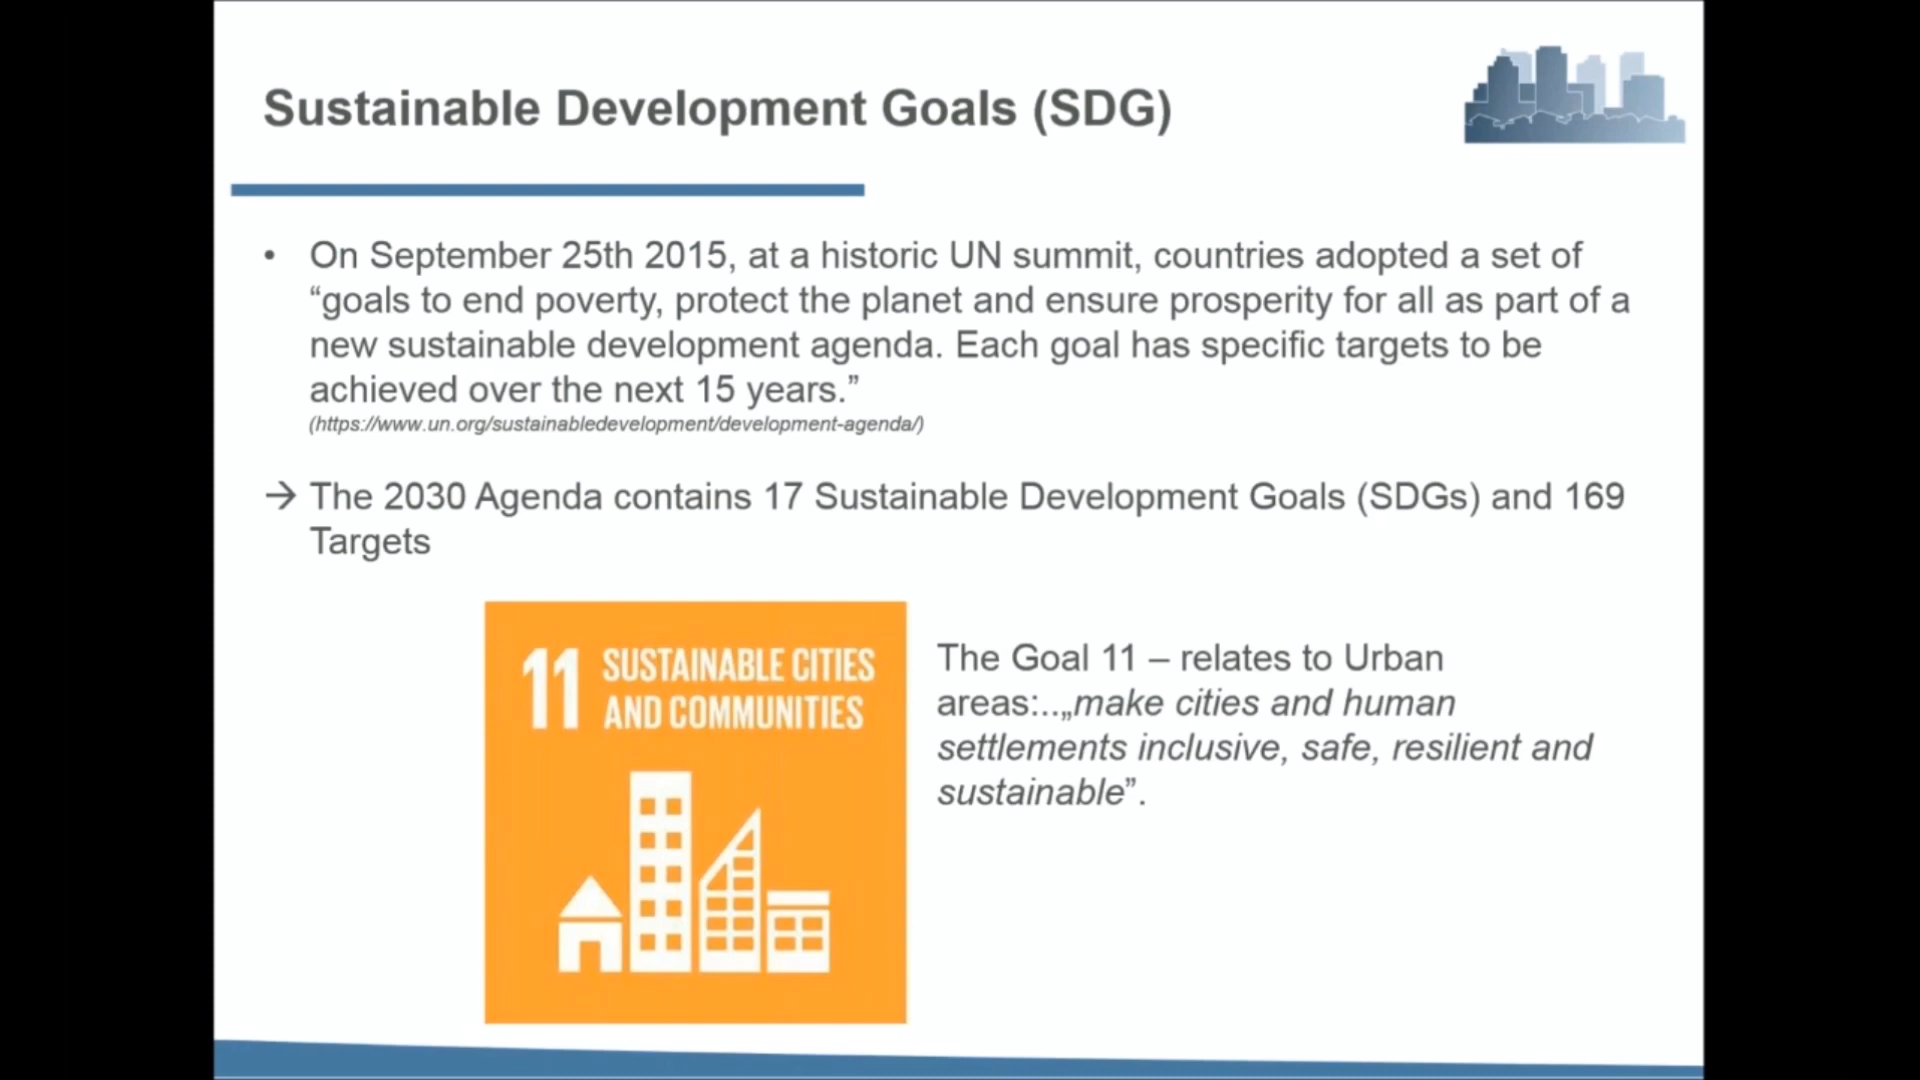 Sustainable Development Goals (SDG)
• On September 25th 2015, at a historic UN summit, countries adopted a set of
“goals to end poverty, protect the planet and ensure prosperity for all as part of a
new sustainable development agenda. Each goal has specific targets to be
achieved over the next 15 years.”
(https://www.un.org/sustainabledevelopment/development-agenda/)
→ The 2030 Agenda contains 17 Sustainable Development Goals (SDGs) and 169
Targets
11 SUSTAINABLE CITIES
AND COMMUNITIES
The Goal 11 – relates to Urban
areas:..„make cities and human
settlements inclusive, safe, resilient and
sustainable”.